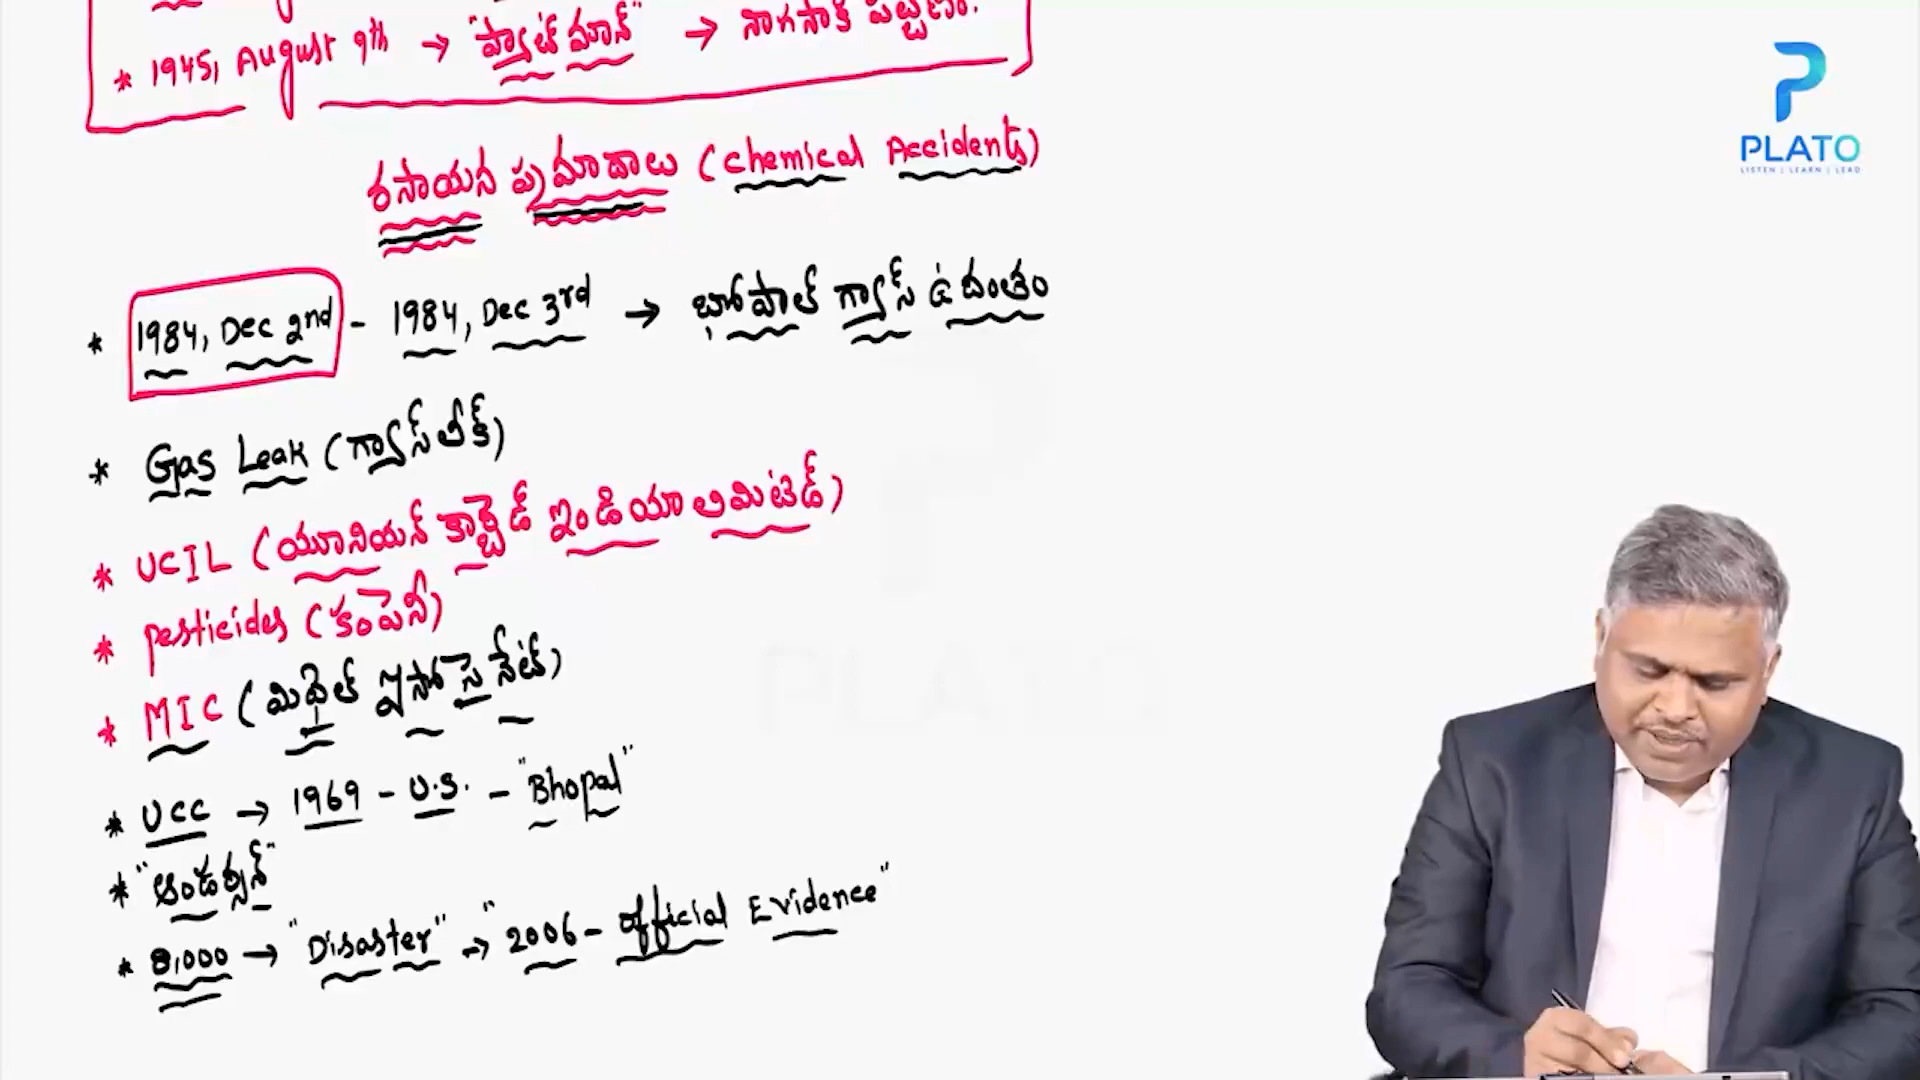 * 1945, August 9th → "ఫ్యాట్ మాన్" → నాగసాకి పట్టణం.
PLATO
LISTEN | LEARN | LEAD
రసాయన ప్రమాదాలు (Chemical Accidents)
* 1984, Dec 2nd - 1984, Dec 3rd → భోపాల్ గ్యాస్ ఉదంతం
* Gas Leak (గ్యాస్ లీక్)
* UCIL (యూనియన్ కార్బైడ్ ఇండియా లిమిటెడ్)
* Pesticides (కంపెనీ)
* MIC (మిథైల్ ఐసోసైనేట్)
* UCC → 1969 - U.S. - "Bhopal"
* "ఆండర్సన్"
* 8,000 → "Disaster" → "2006 - Official Evidence"
PLATO